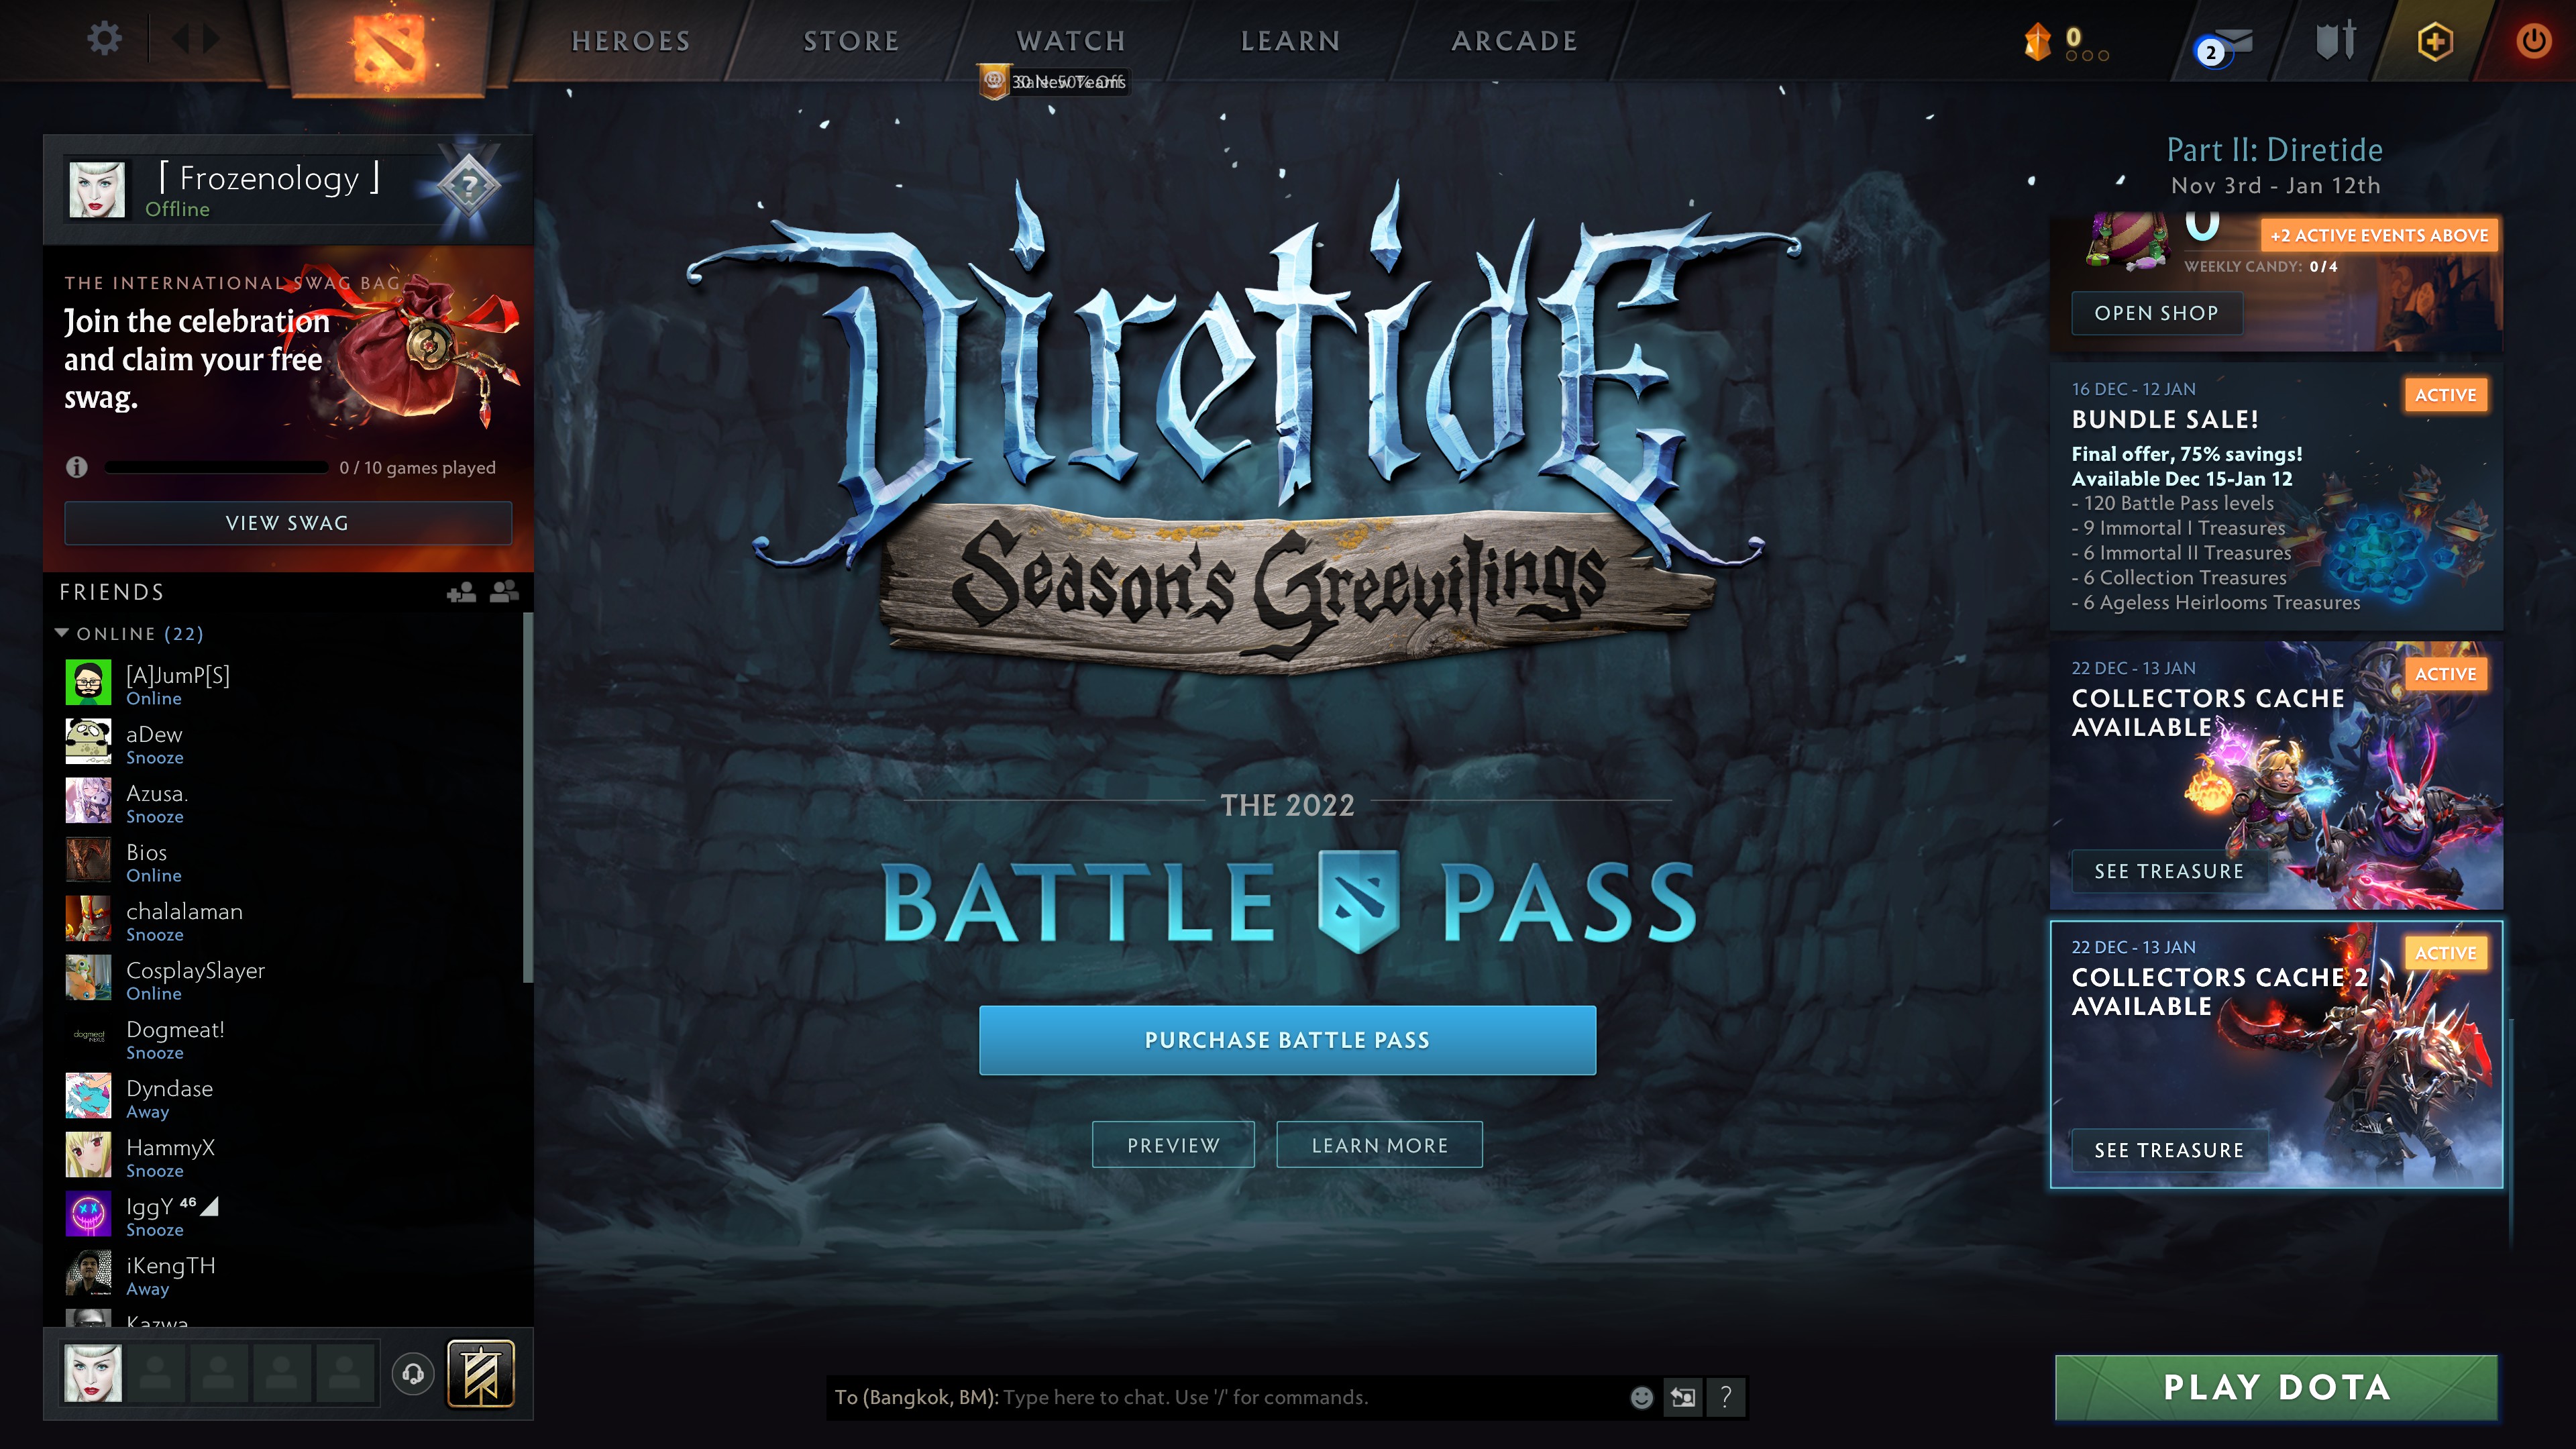 HEROES
STORE
WATCH
LEARN
ARCADE
0
2
⌈ Frozenology ⌋
Offline
THE INTERNATIONAL SWAG BAG
Join the celebration
and claim your free
swag.
0 / 10 games played
VIEW SWAG
FRIENDS
ONLINE (22)
[A]JumP[S]
Online
aDew
Snooze
Azusa.
Snooze
Bios
Online
chalalaman
Snooze
CosplaySlayer
Online
Dogmeat!
Snooze
Dyndase
Away
HammyX
Snooze
IggY ⁴⁶◢
Snooze
iKengTH
Away
Kazwa
Diretide
Season's Greevilings
THE 2022
BATTLE PASS
PURCHASE BATTLE PASS
PREVIEW
LEARN MORE
To (Bangkok, BM): Type here to chat. Use '/' for commands.
?
Part II: Diretide
Nov 3rd - Jan 12th
0
+2 ACTIVE EVENTS ABOVE
WEEKLY CANDY: 0/4
OPEN SHOP
16 DEC - 12 JAN
ACTIVE
BUNDLE SALE!
Final offer, 75% savings!
Available Dec 15-Jan 12
- 120 Battle Pass levels
- 9 Immortal I Treasures
- 6 Immortal II Treasures
- 6 Collection Treasures
- 6 Ageless Heirlooms Treasures
22 DEC - 13 JAN
ACTIVE
COLLECTORS CACHE
AVAILABLE
SEE TREASURE
22 DEC - 13 JAN
ACTIVE
COLLECTORS CACHE 2
AVAILABLE
SEE TREASURE
PLAY DOTA